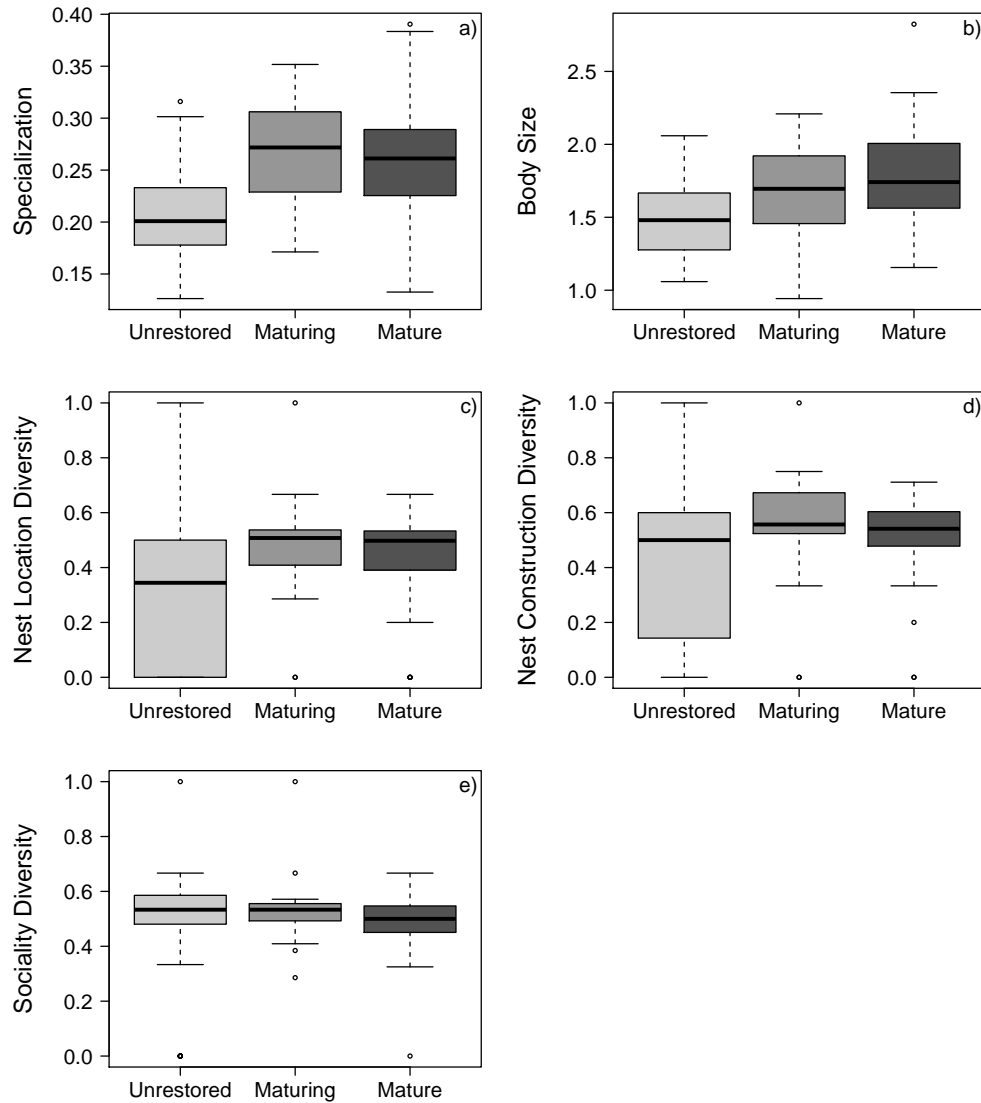 a)
Specialization
0.40
0.35
0.30
0.25
0.20
0.15
Unrestored Maturing Mature
b)
Body Size
2.5
2.0
1.5
1.0
Unrestored Maturing Mature
c)
Nest Location Diversity
1.0
0.8
0.6
0.4
0.2
0.0
Unrestored Maturing Mature
d)
Nest Construction Diversity
1.0
0.8
0.6
0.4
0.2
0.0
Unrestored Maturing Mature
e)
Sociality Diversity
1.0
0.8
0.6
0.4
0.2
0.0
Unrestored Maturing Mature